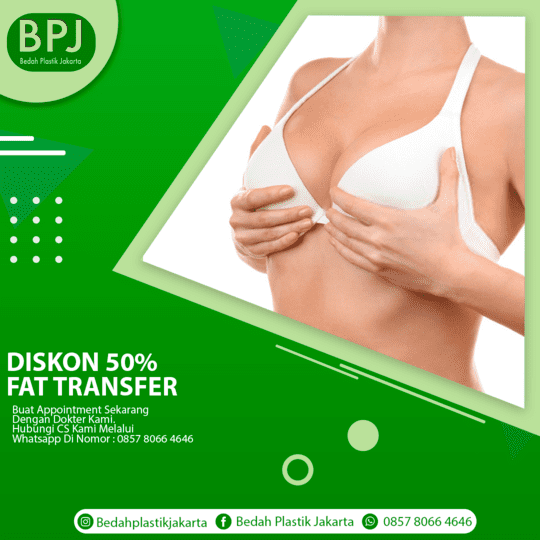 BPJ
Bedah Plastik Jakarta
DISKON 50%
FAT TRANSFER
Buat Appointment Sekarang
Dengan Dokter Kami.
Hubungi CS Kami Melalui
Whatsapp Di Nomor : 0857 8066 4646
Bedahplastikjakarta Bedah Plastik Jakarta 0857 8066 4646